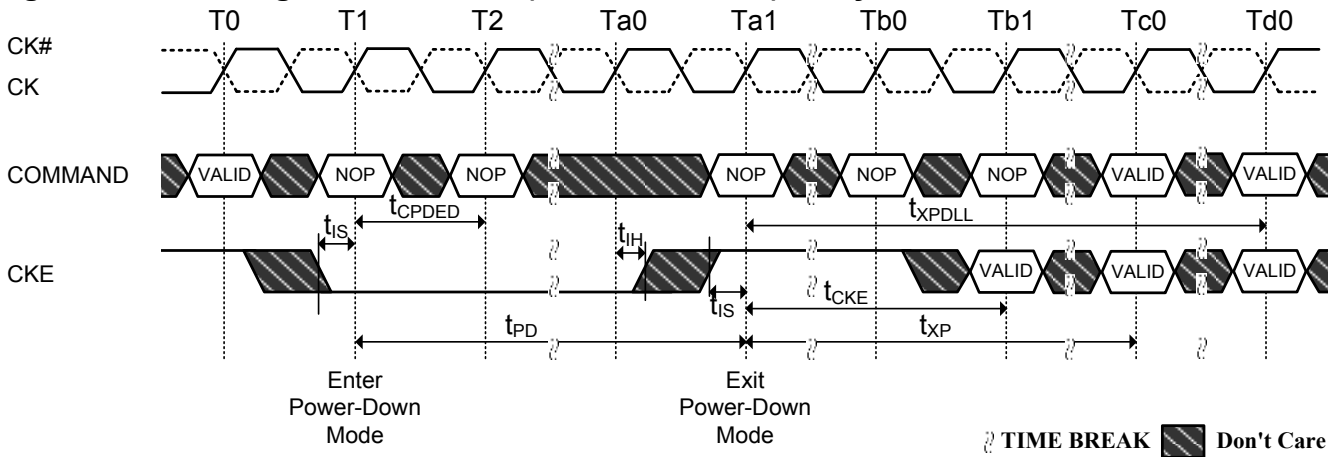 T0 T1 T2 Ta0 Ta1 Tb0 Tb1 Tc0 Td0
CK#
CK
COMMAND VALID NOP NOP NOP NOP NOP VALID VALID
tCPDED tXPDLL
tIS tIH
CKE VALID VALID VALID
tIS tCKE
tPD tXP
Enter Power-Down Mode
Exit Power-Down Mode
TIME BREAK Don't Care